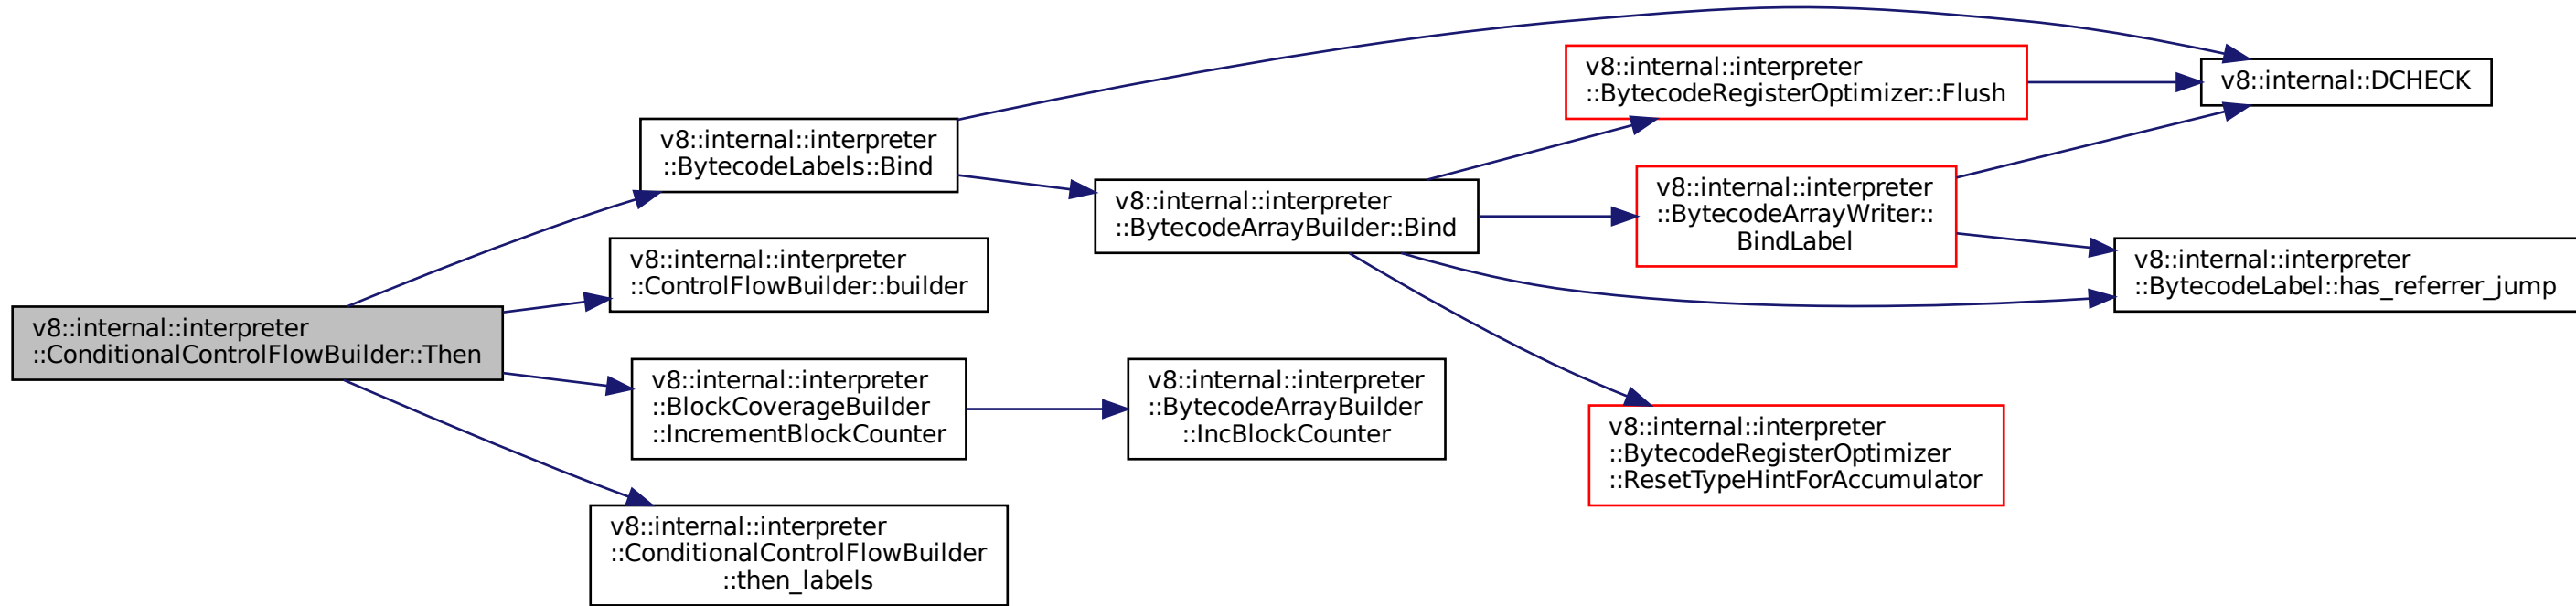 v8::internal::interpreter
::ConditionalControlFlowBuilder::Then
v8::internal::interpreter
::BytecodeLabels::Bind
v8::internal::interpreter
::ControlFlowBuilder::builder
v8::internal::interpreter
::BlockCoverageBuilder
::IncrementBlockCounter
v8::internal::interpreter
::ConditionalControlFlowBuilder
::then_labels
v8::internal::interpreter
::BytecodeArrayBuilder::Bind
v8::internal::interpreter
::BytecodeArrayBuilder
::IncBlockCounter
v8::internal::interpreter
::BytecodeRegisterOptimizer::Flush
v8::internal::interpreter
::BytecodeArrayWriter::
BindLabel
v8::internal::interpreter
::BytecodeRegisterOptimizer
::ResetTypeHintForAccumulator
v8::internal::DCHECK
v8::internal::interpreter
::BytecodeLabel::has_referrer_jump